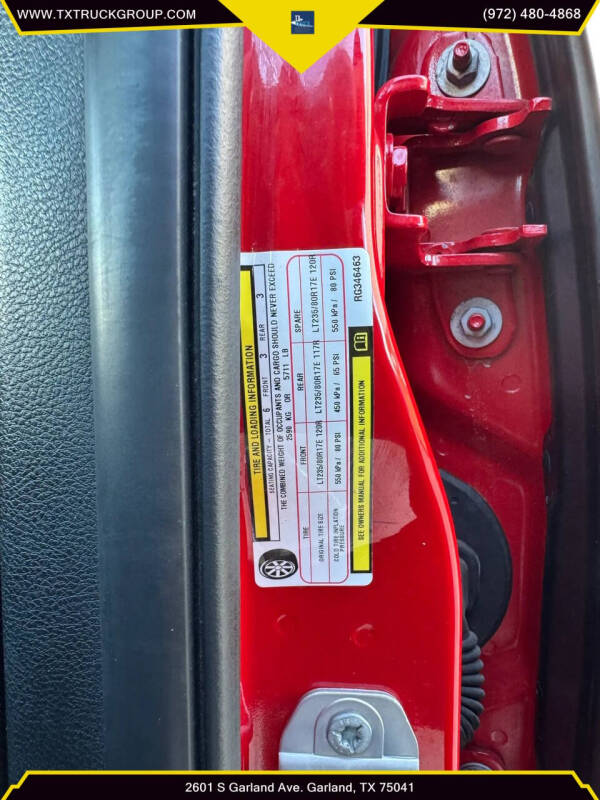 WWW.TXTRUCKGROUP.COM
(972) 480-4868
TIRE AND LOADING INFORMATION
SEATING CAPACITY - TOTAL 6 FRONT 3 REAR 3
THE COMBINED WEIGHT OF OCCUPANTS AND CARGO SHOULD NEVER EXCEED
2590 KG OR 5711 LB
TIRE FRONT REAR SPARE
ORIGINAL TIRE SIZE LT235/80R17E 120R LT235/80R17E 117R LT235/80R17E 120R
COLD TIRE INFLATION PRESSURE 550 kPa / 80 PSI 450 kPa / 65 PSI 550 kPa / 80 PSI
SEE OWNERS MANUAL FOR ADDITIONAL INFORMATION
RG346463
2601 S Garland Ave. Garland, TX 75041